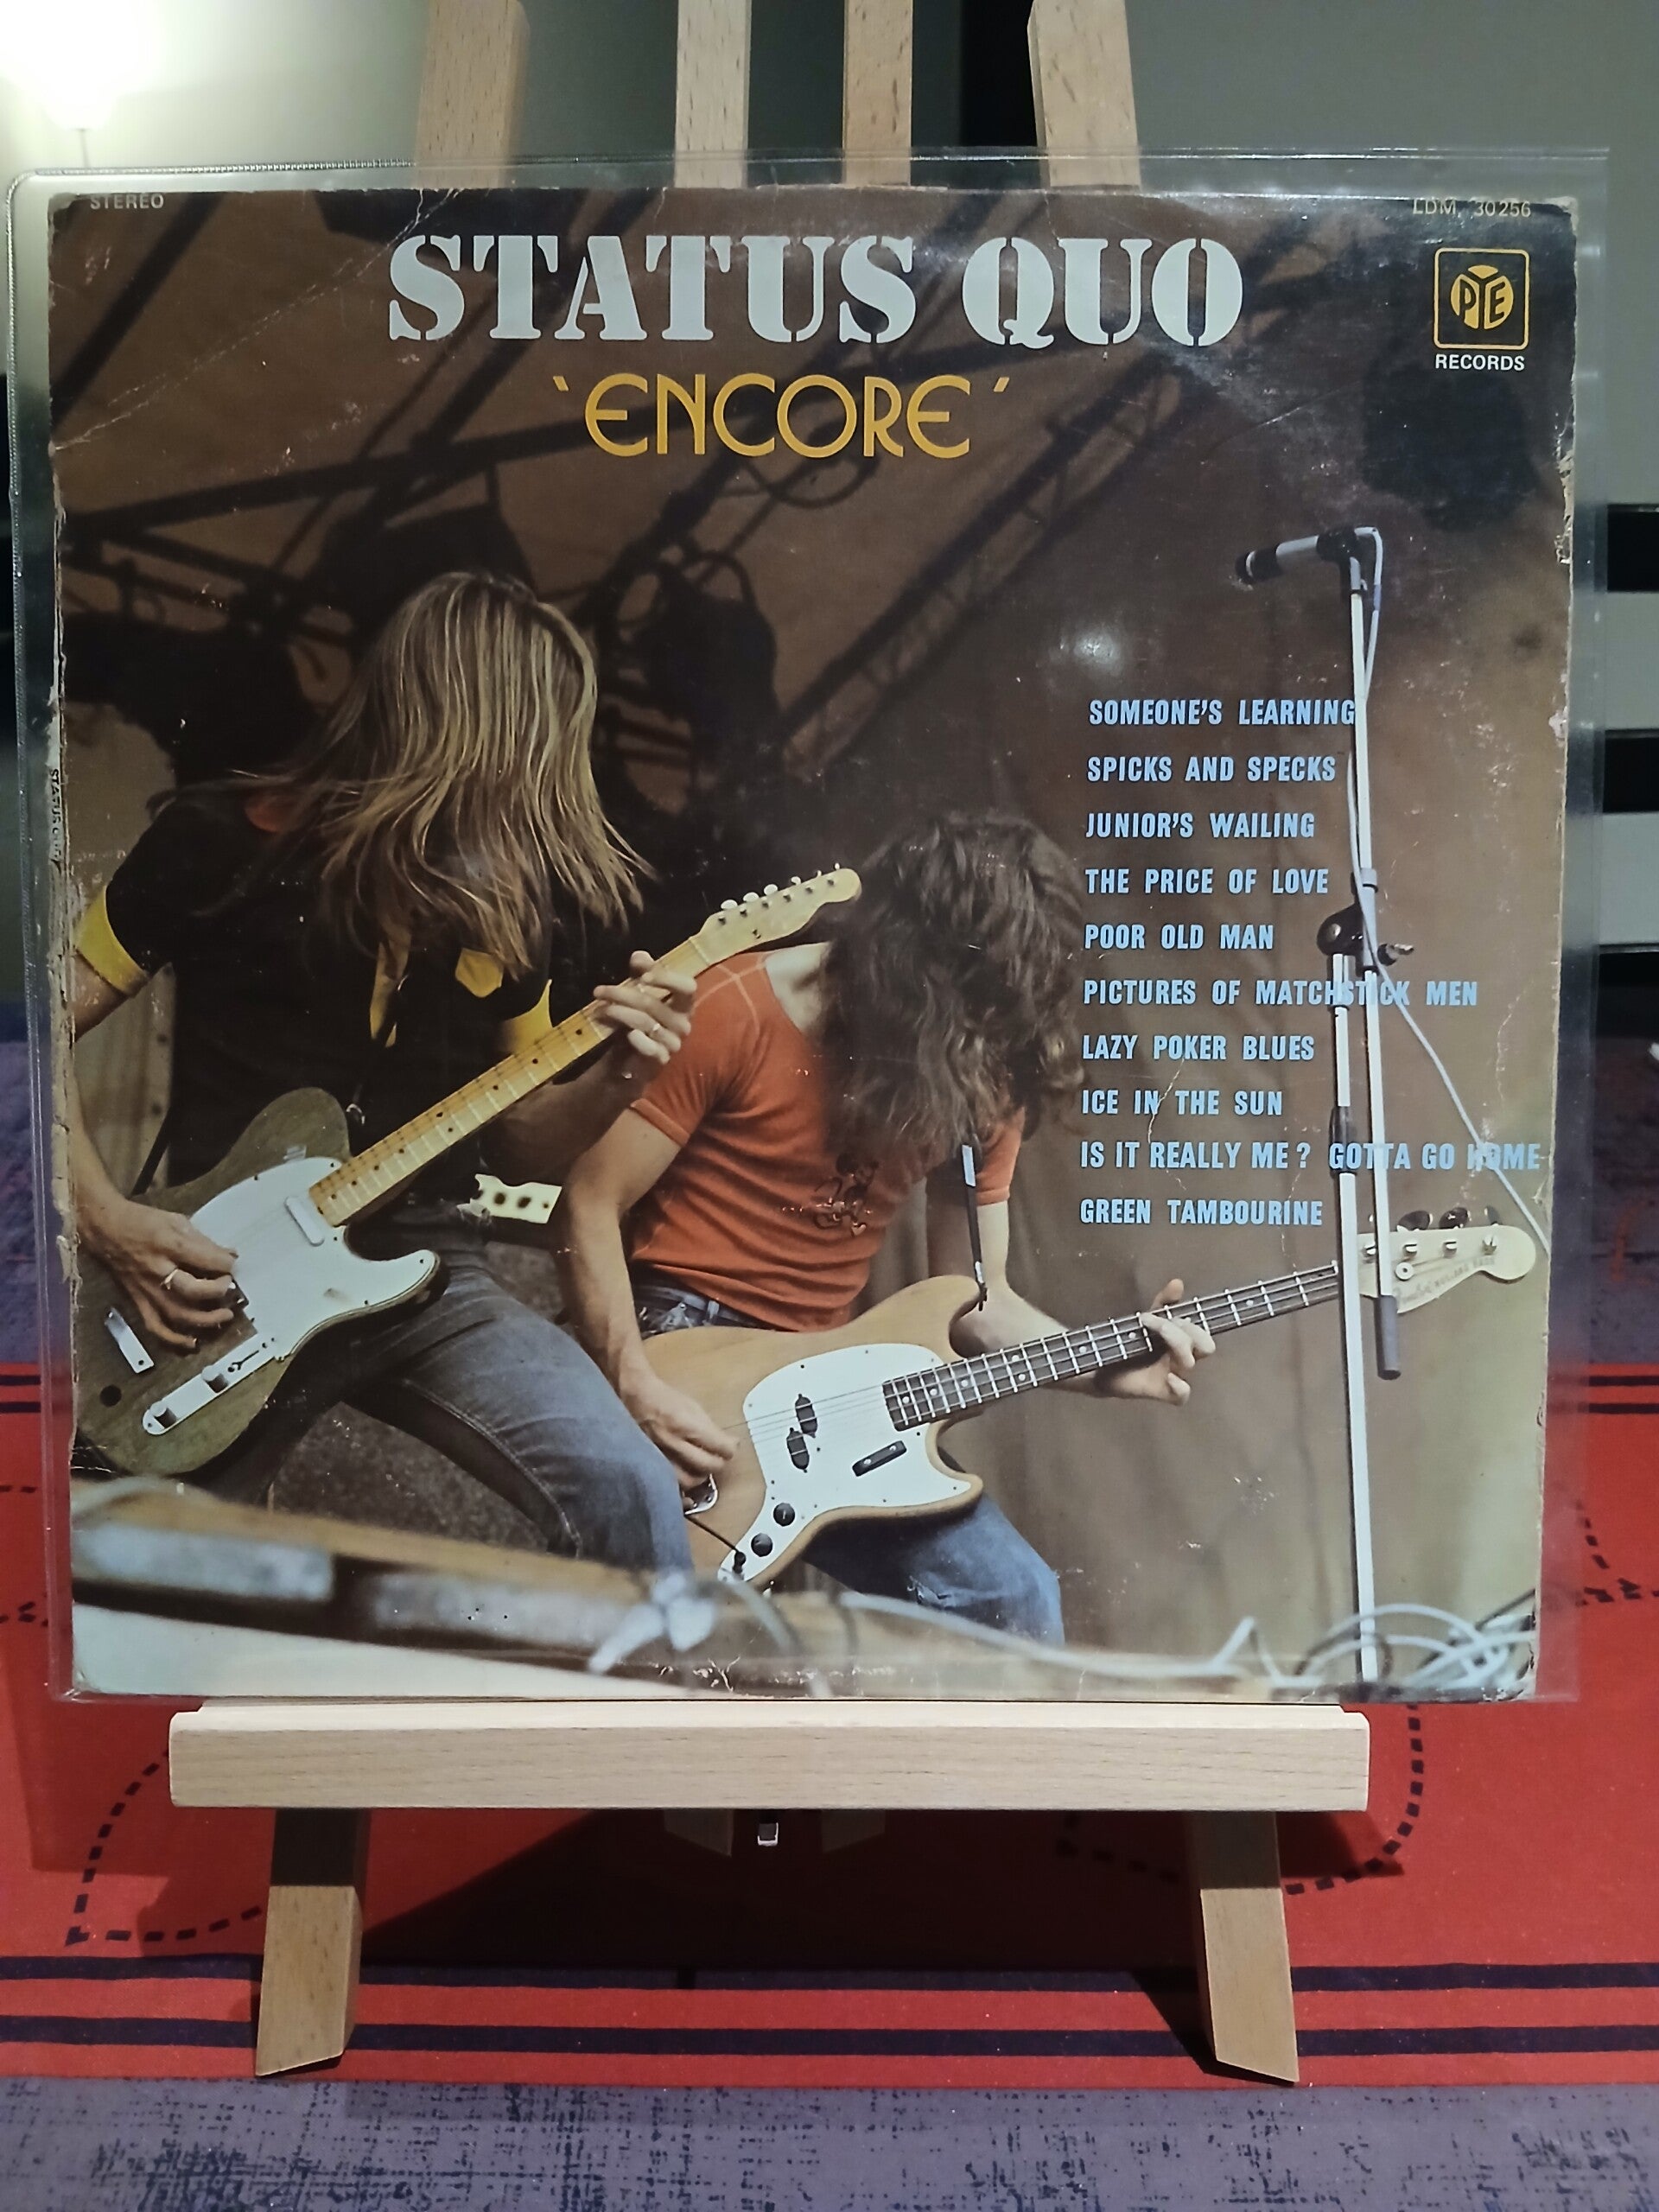 STEREO
LDM. 30256
STATUS QUO
PYE
RECORDS
'ENCORE'
SOMEONE'S LEARNING
SPICKS AND SPECKS
JUNIOR'S WAILING
THE PRICE OF LOVE
POOR OLD MAN
PICTURES OF MATCHSTICK MEN
LAZY POKER BLUES
ICE IN THE SUN
IS IT REALLY ME? GOTTA GO HOME
GREEN TAMBOURINE
STATUS QUO